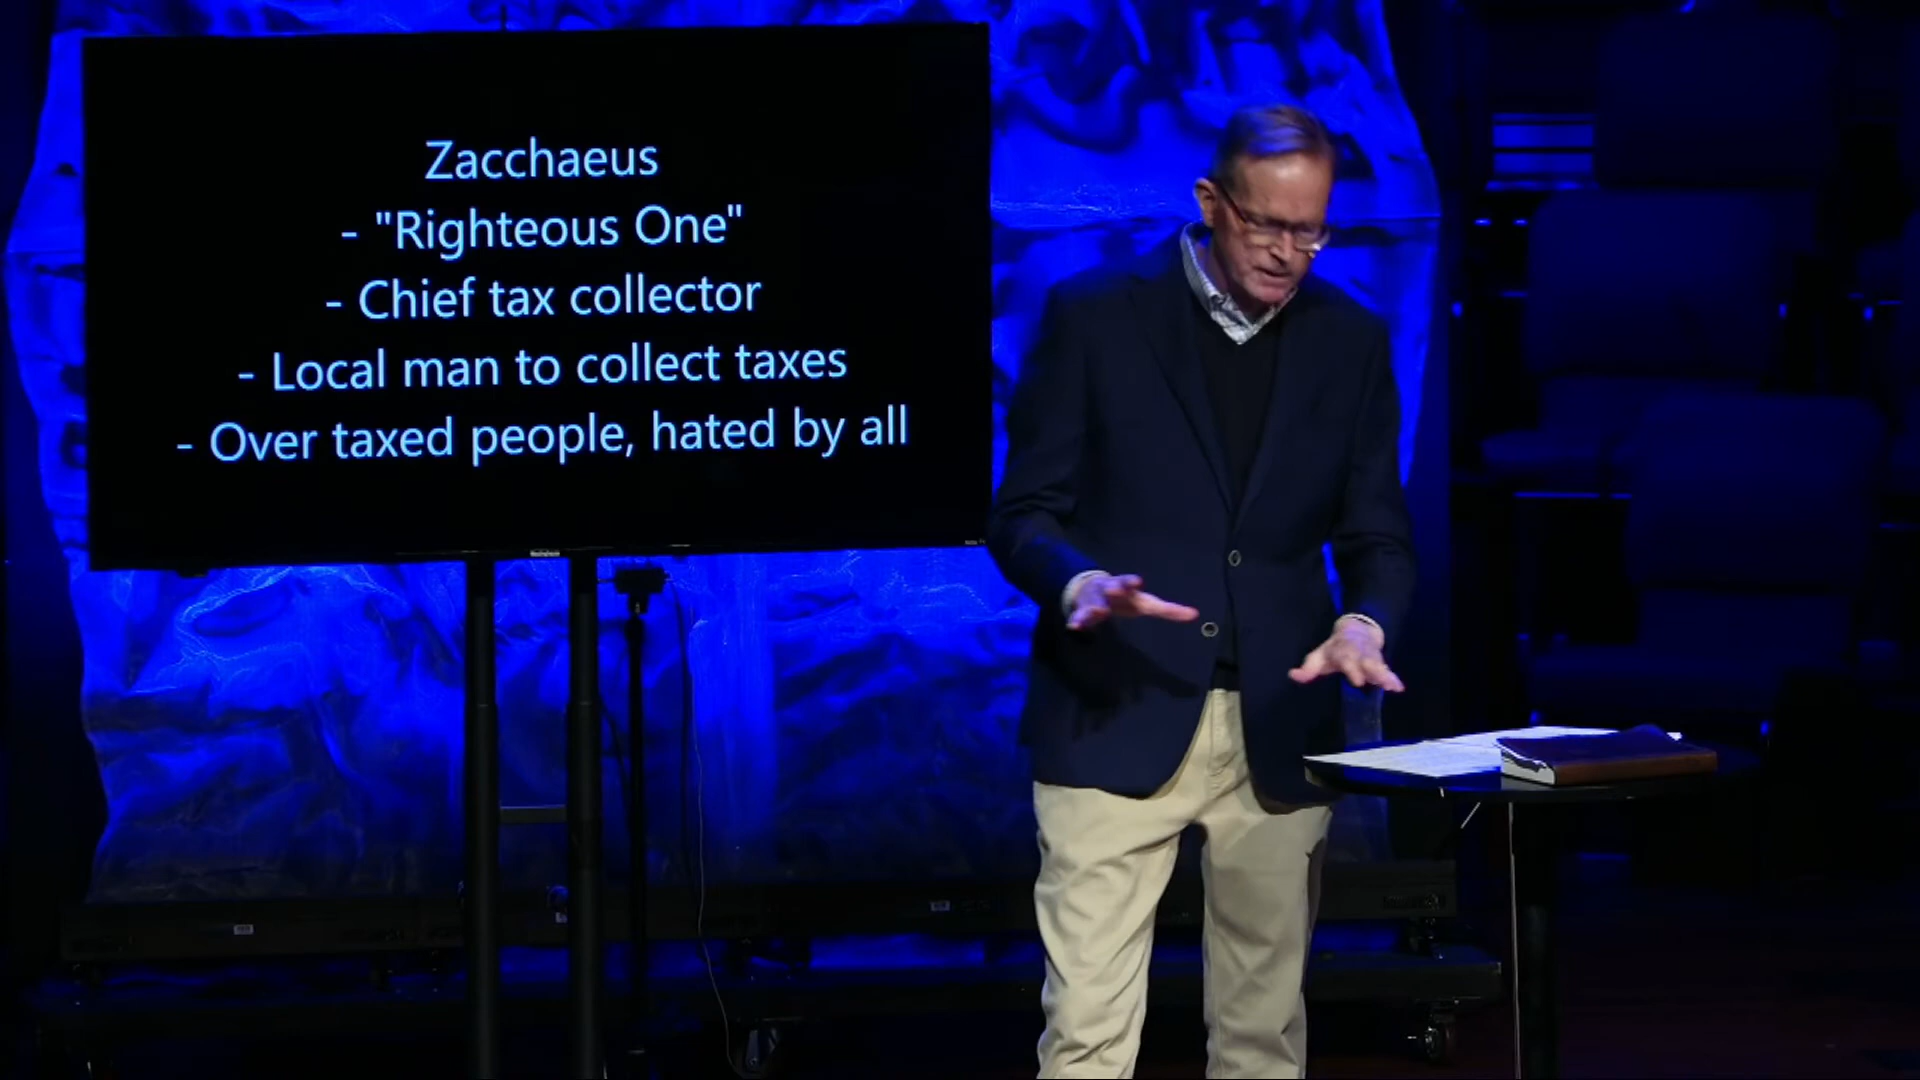 Zacchaeus
- "Righteous One"
- Chief tax collector
- Local man to collect taxes
- Over taxed people, hated by all